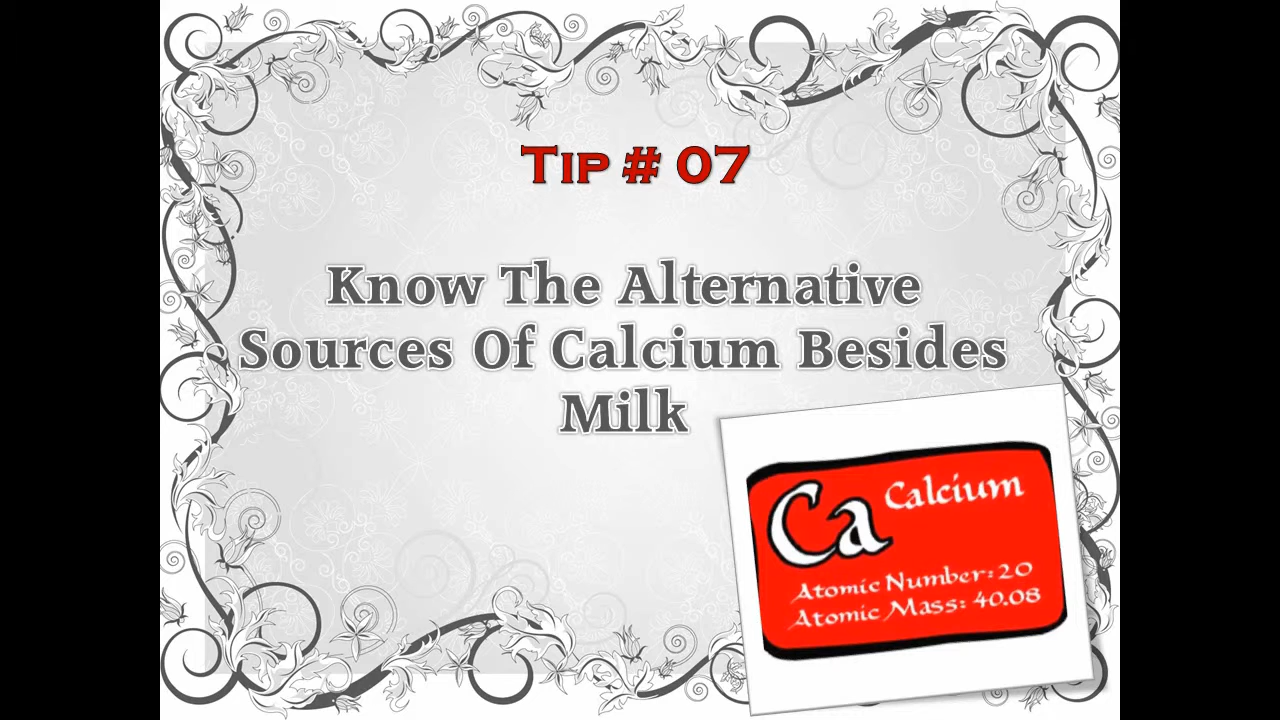 Tip # 07
Know The Alternative
Sources Of Calcium Besides
Milk
Ca Calcium
Atomic Number: 20
Atomic Mass: 40.08